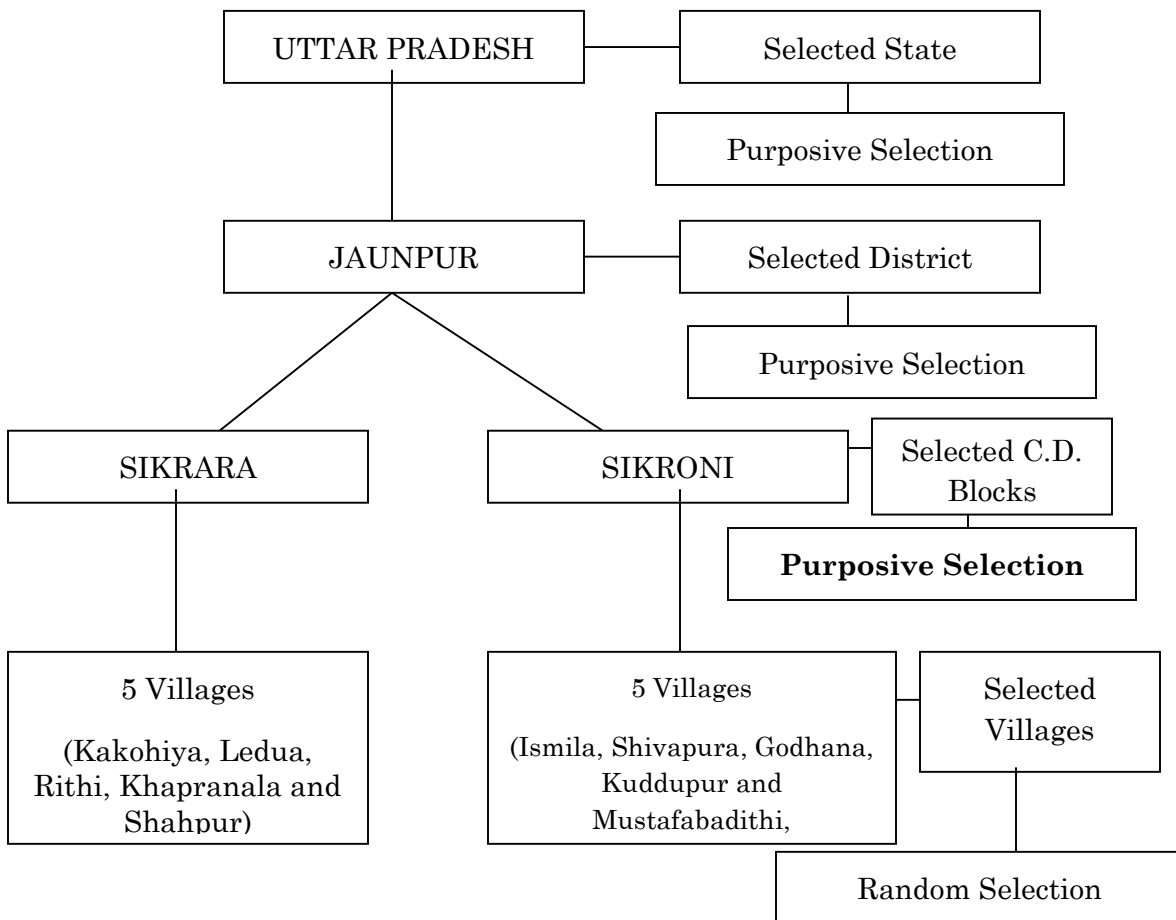 UTTAR PRADESH
Selected State
Purposive Selection
JAUNPUR
Selected District
Purposive Selection
SIKRARA
SIKRONI
Selected C.D.
Blocks
Purposive Selection
5 Villages
(Kakohiya, Ledua,
Rithi, Khapranala and
Shahpur)
5 Villages
(Ismila, Shivapura, Godhana,
Kuddupur and
Mustafabadithi,
Selected
Villages
Random Selection